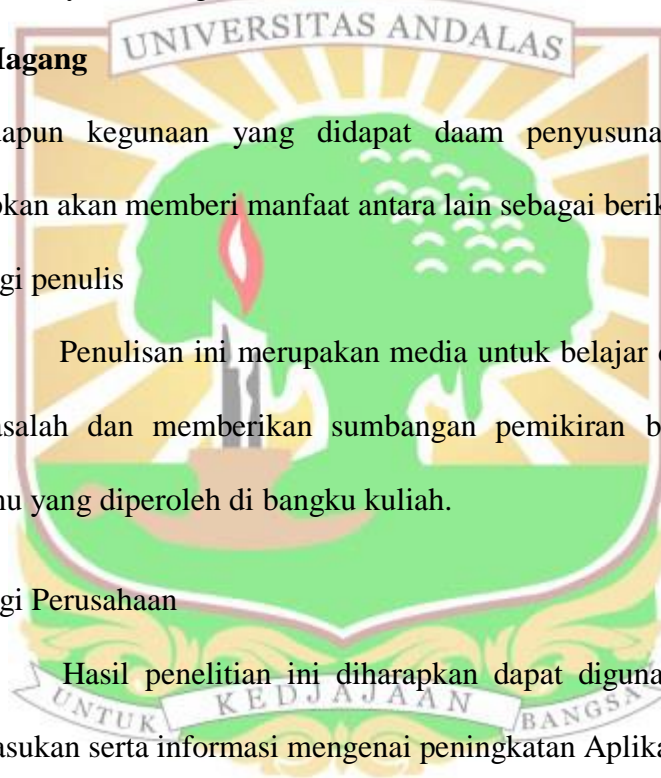 UNIVERSITAS ANDALAS
Magang
apun kegunaan yang didapat daam penyusuna
pkan akan memberi manfaat antara lain sebagai berik
gi penulis
Penulisan ini merupakan media untuk belajar
asalah dan memberikan sumbangan pemikiran b
mu yang diperoleh di bangku kuliah.
gi Perusahaan
Hasil penelitian ini diharapkan dapat diguna
UNTUK KEDJAJAAN BANGSA
asukan serta informasi mengenai peningkatan Aplika